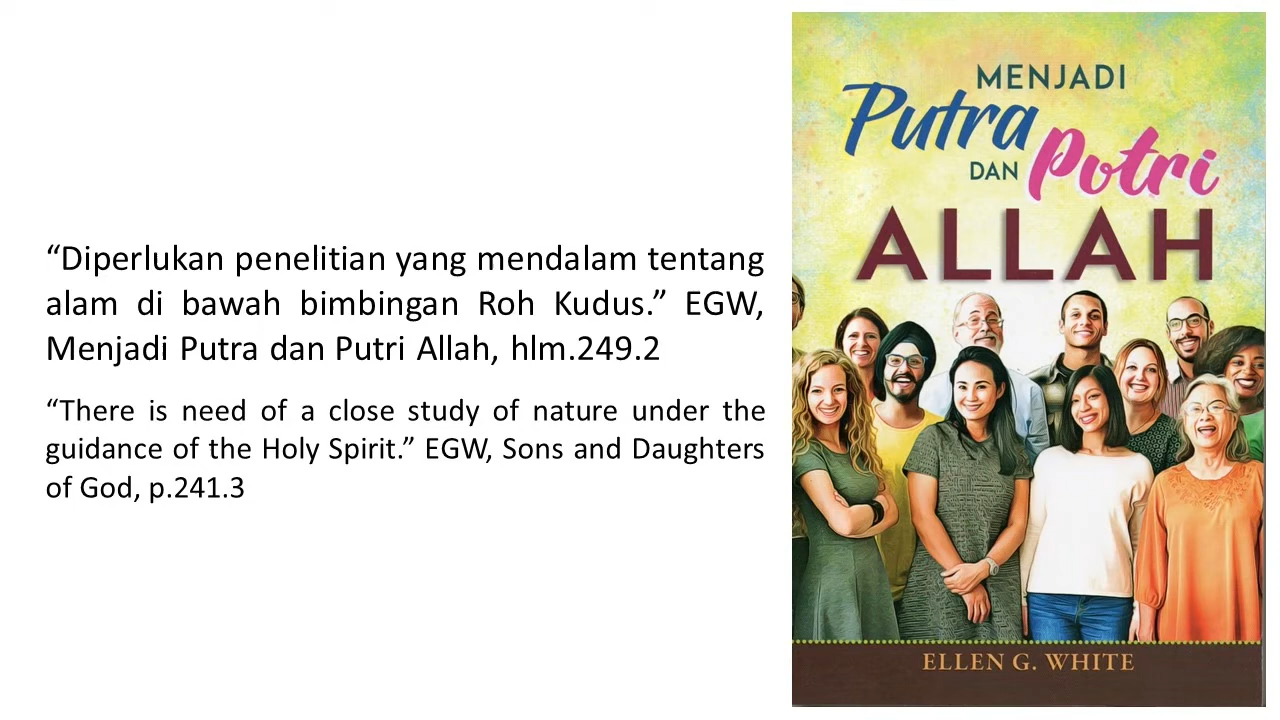 “Diperlukan penelitian yang mendalam tentang
alam di bawah bimbingan Roh Kudus.” EGW,
Menjadi Putra dan Putri Allah, hlm.249.2
“There is need of a close study of nature under the
guidance of the Holy Spirit.” EGW, Sons and Daughters
of God, p.241.3
MENJADI
Putra
DAN Putri
ALLAH
ELLEN G. WHITE